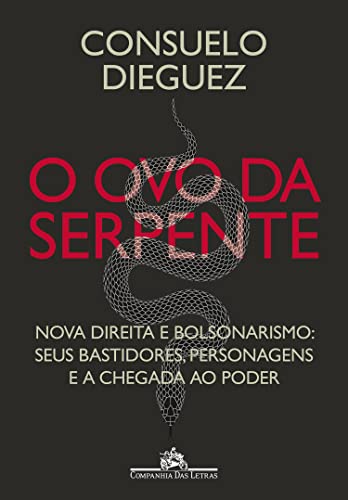 CONSUELO
DIEGUEZ
O OVO DA
SERPENTE
NOVA DIREITA E BOLSONARISMO:
SEUS BASTIDORES, PERSONAGENS
E A CHEGADA AO PODER
COMPANHIA DAS LETRAS